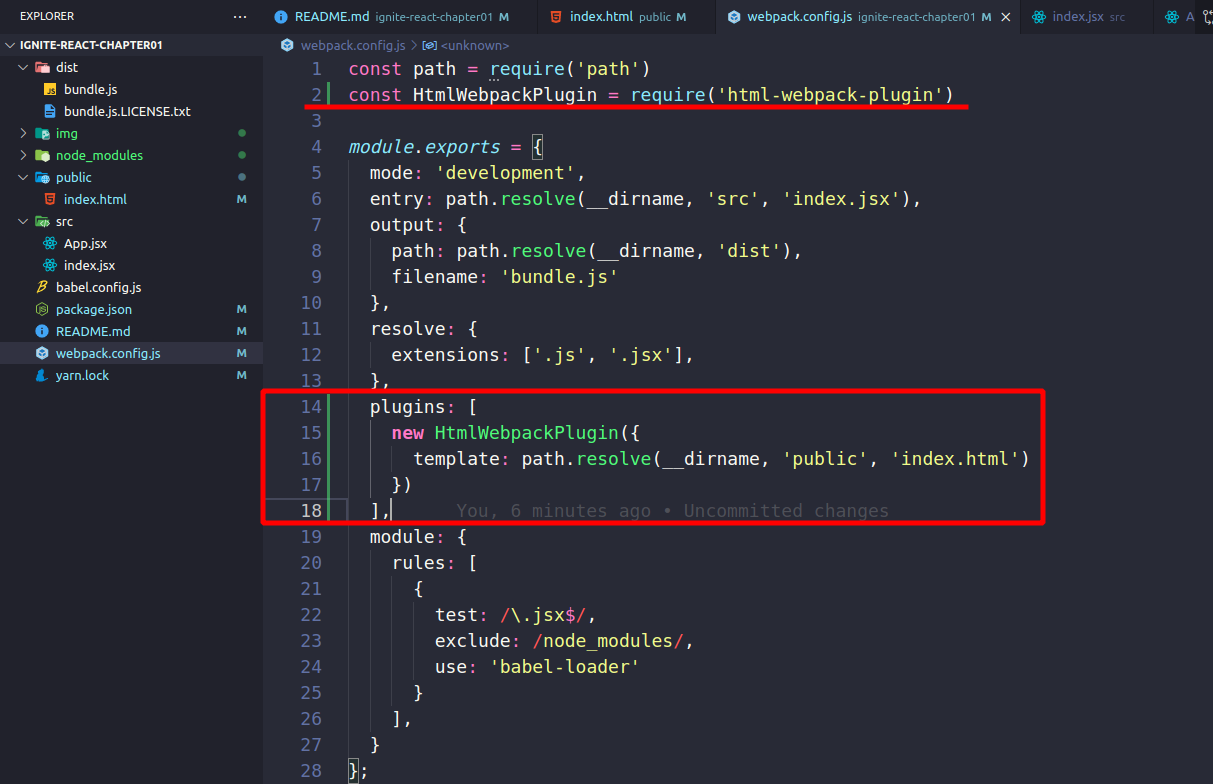 EXPLORER ···
README.md ignite-react-chapter01 M
index.html public M
webpack.config.js ignite-react-chapter01 M
index.jsx src
A
IGNITE-REACT-CHAPTER01
dist
bundle.js
bundle.js.LICENSE.txt
img
node_modules
public
index.html M
src
App.jsx
index.jsx
babel.config.js
package.json M
README.md M
webpack.config.js M
yarn.lock M
webpack.config.js > <unknown>
1 const path = require('path')
2 const HtmlWebpackPlugin = require('html-webpack-plugin')
3
4 module.exports = {
5 mode: 'development',
6 entry: path.resolve(__dirname, 'src', 'index.jsx'),
7 output: {
8 path: path.resolve(__dirname, 'dist'),
9 filename: 'bundle.js'
10 },
11 resolve: {
12 extensions: ['.js', '.jsx'],
13 },
14 plugins: [
15 new HtmlWebpackPlugin({
16 template: path.resolve(__dirname, 'public', 'index.html')
17 })
18 ], You, 6 minutes ago • Uncommitted changes
19 module: {
20 rules: [
21 {
22 test: /\.jsx$/,
23 exclude: /node_modules/,
24 use: 'babel-loader'
25 }
26 ],
27 }
28 };